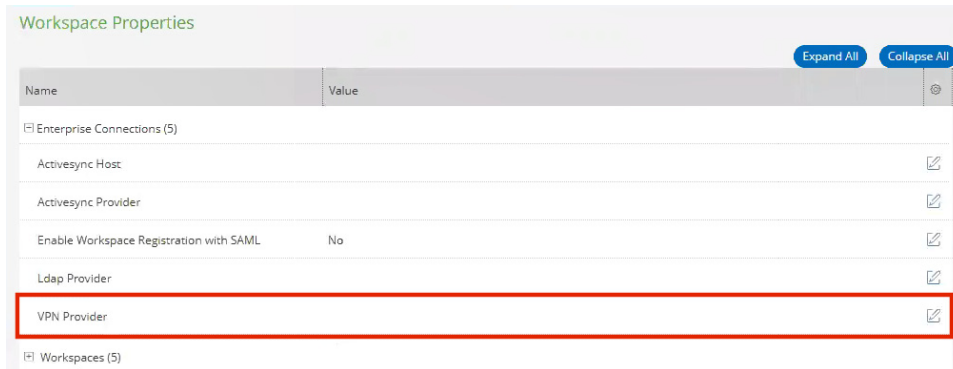 Workspace Properties
Expand All Collapse All
Name Value
Enterprise Connections (5)
Activesync Host
Activesync Provider
Enable Workspace Registration with SAML No
Ldap Provider
VPN Provider
Workspaces (5)